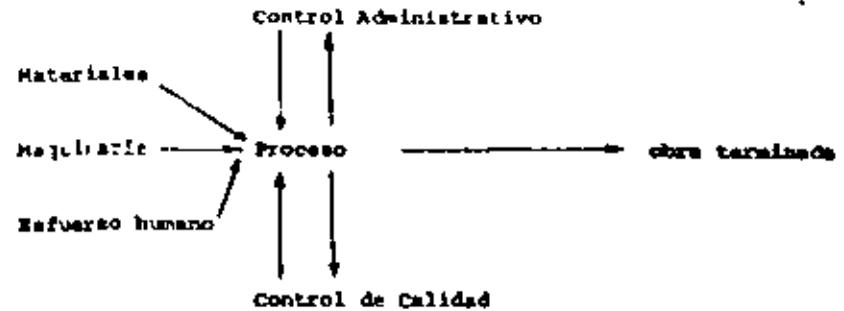 Control Administrativo
Materiales
Maquinaria
Proceso
obra terminada
Esfuerzo humano
Control de Calidad